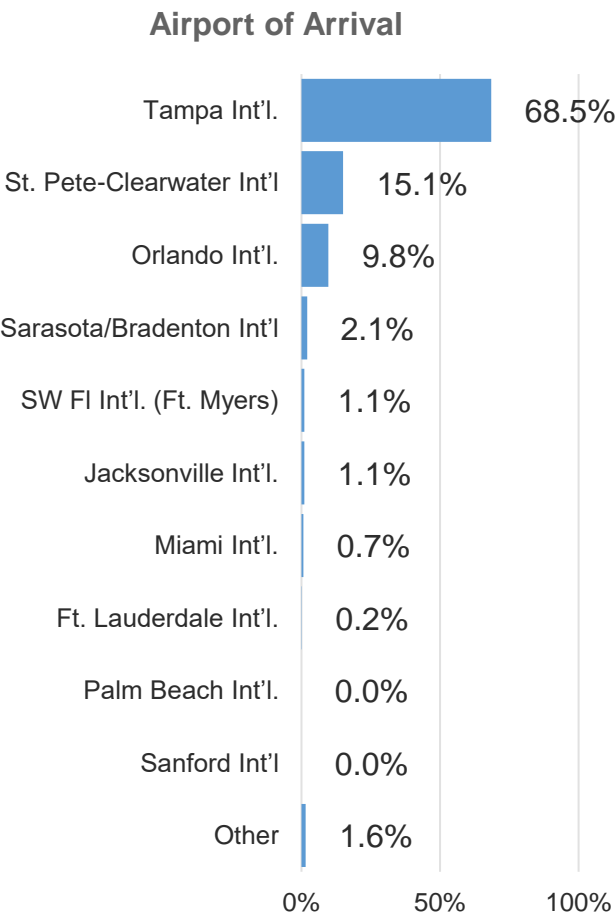 Airport of Arrival
Tampa Int’l. 68.5%
St. Pete-Clearwater Int’l 15.1%
Orlando Int’l. 9.8%
Sarasota/Bradenton Int’l 2.1%
SW Fl Int’l. (Ft. Myers) 1.1%
Jacksonville Int’l. 1.1%
Miami Int’l. 0.7%
Ft. Lauderdale Int’l. 0.2%
Palm Beach Int’l. 0.0%
Sanford Int’l 0.0%
Other 1.6%
0% 50% 100%